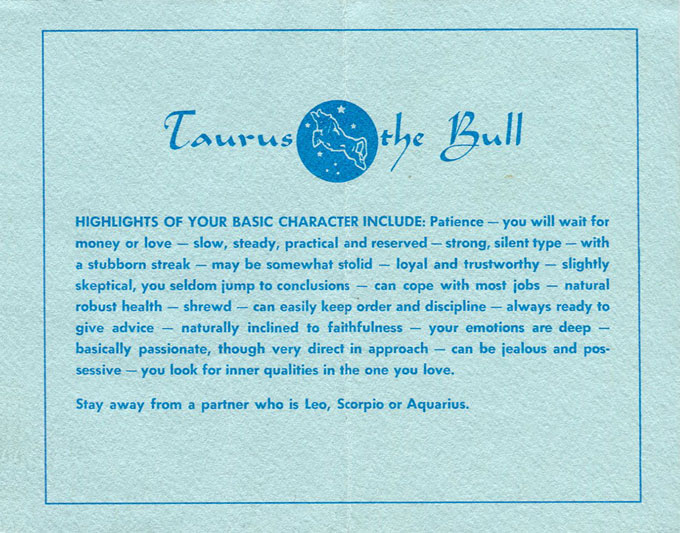 Taurus the Bull
HIGHLIGHTS OF YOUR BASIC CHARACTER INCLUDE: Patience — you will wait for
money or love — slow, steady, practical and reserved — strong, silent type — with
a stubborn streak — may be somewhat stolid — loyal and trustworthy — slightly
skeptical, you seldom jump to conclusions — can cope with most jobs — natural
robust health — shrewd — can easily keep order and discipline — always ready to
give advice — naturally inclined to faithfulness — your emotions are deep —
basically passionate, though very direct in approach — can be jealous and pos-
sessive — you look for inner qualities in the one you love.
Stay away from a partner who is Leo, Scorpio or Aquarius.